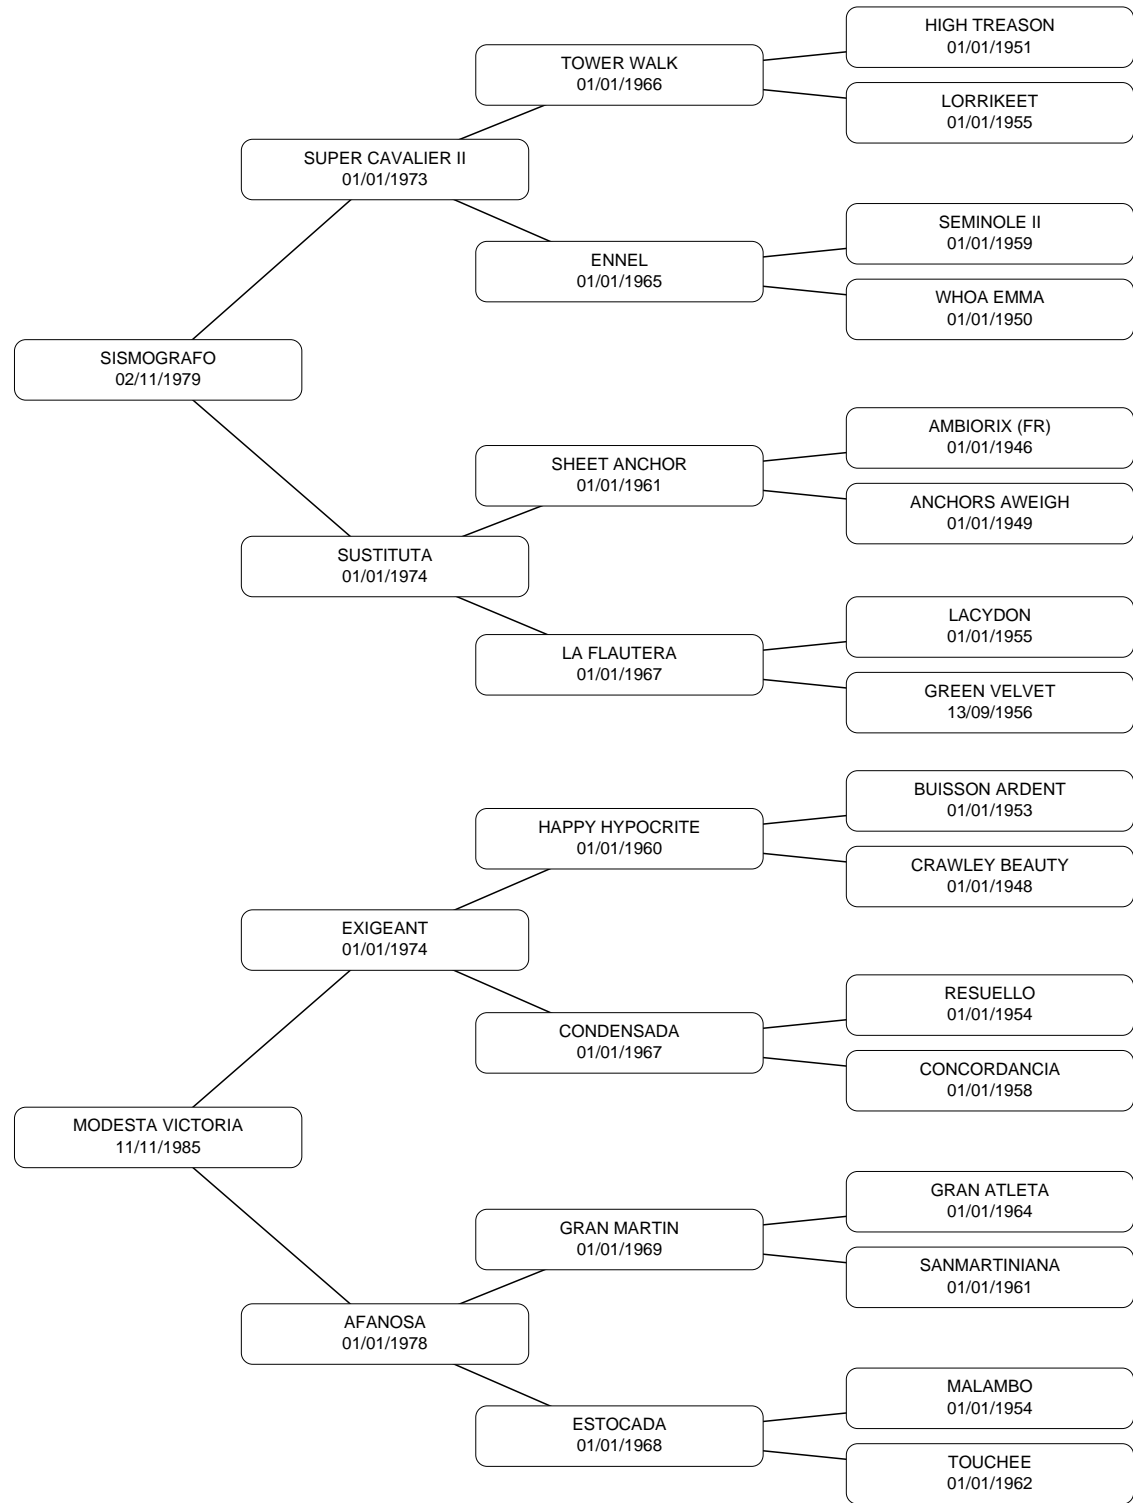 HIGH TREASON
01/01/1951
TOWER WALK
01/01/1966
LORRIKEET
01/01/1955
SUPER CAVALIER II
01/01/1973
SEMINOLE II
01/01/1959
ENNEL
01/01/1965
WHOA EMMA
01/01/1950
SISMOGRAFO
02/11/1979
AMBIORIX (FR)
01/01/1946
SHEET ANCHOR
01/01/1961
ANCHORS AWEIGH
01/01/1949
SUSTITUTA
01/01/1974
LACYDON
01/01/1955
LA FLAUTERA
01/01/1967
GREEN VELVET
13/09/1956
BUISSON ARDENT
01/01/1953
HAPPY HYPOCRITE
01/01/1960
CRAWLEY BEAUTY
01/01/1948
EXIGEANT
01/01/1974
RESUELLO
01/01/1954
CONDENSADA
01/01/1967
CONCORDANCIA
01/01/1958
MODESTA VICTORIA
11/11/1985
GRAN ATLETA
01/01/1964
GRAN MARTIN
01/01/1969
SANMARTINIANA
01/01/1961
AFANOSA
01/01/1978
MALAMBO
01/01/1954
ESTOCADA
01/01/1968
TOUCHEE
01/01/1962